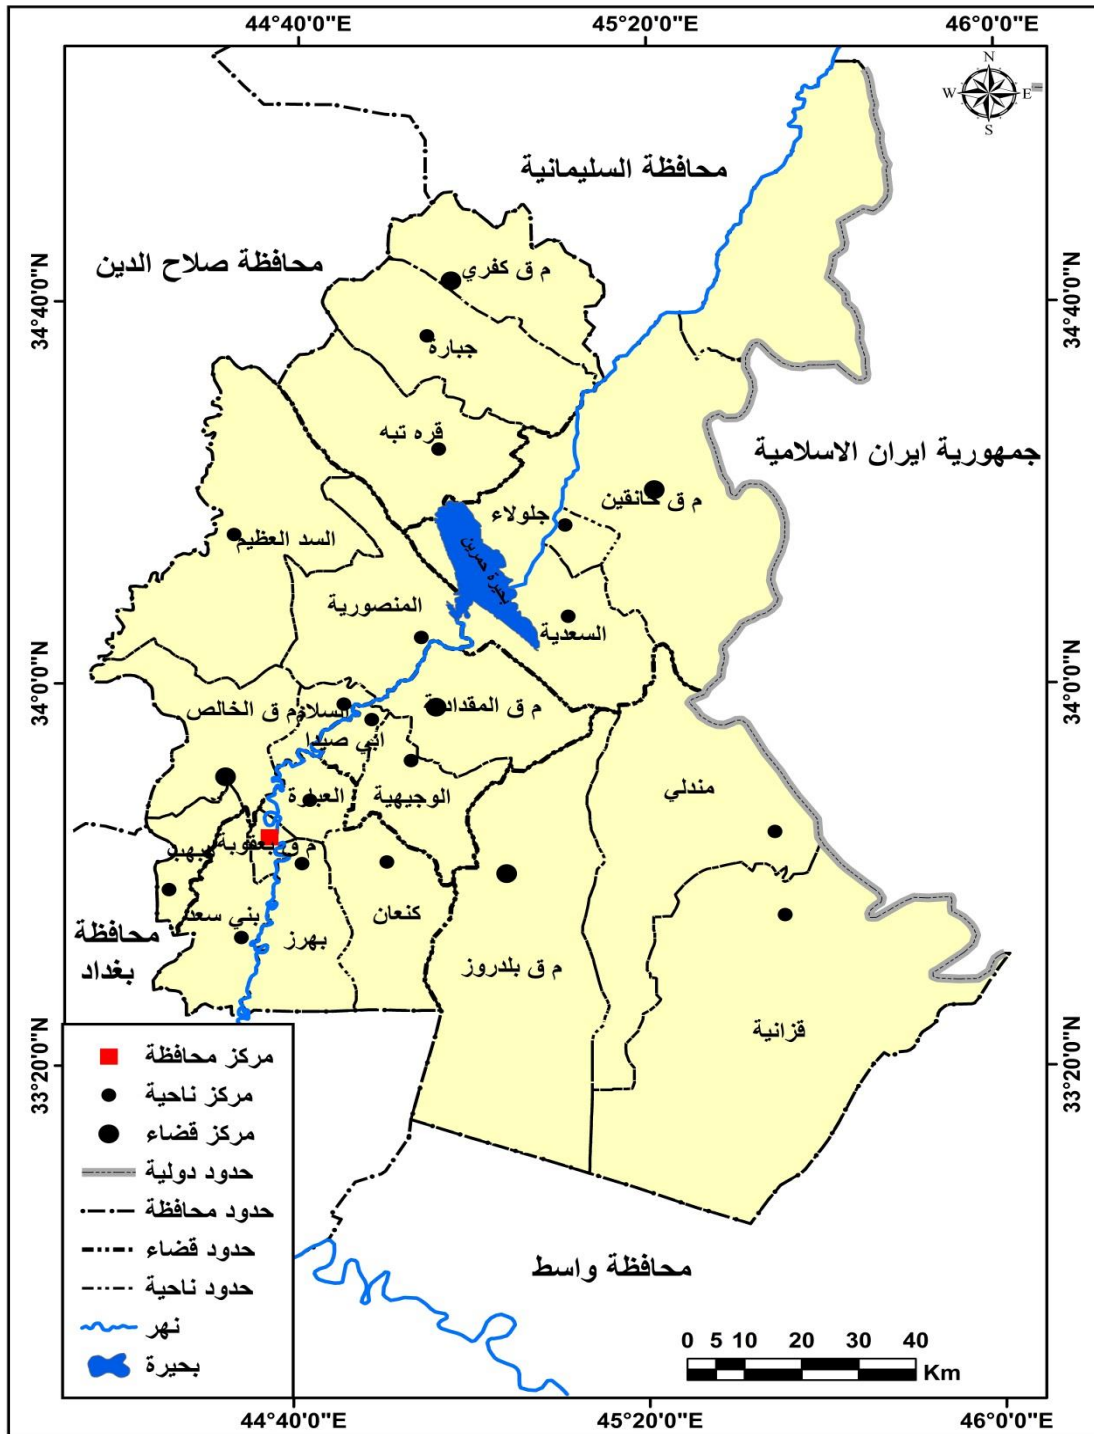 44°40'0"E
45°20'0"E
46°0'0"E
N
W
E
S
محافظة السليمانية
محافظة صلاح الدين
م ق كفري
34°40'0"N
34°40'0"N
جبارة
قره تبه
جمهورية ايران الاسلامية
م ق خانقين
جلولاء
السد العظيم
بحيرة حمرين
المنصورية
السعدية
34°0'0"N
34°0'0"N
م ق المقدادية
م ق الخالص
السلام
ابي صيدا
مندلي
العبارة
الوجيهية
م ق بعقوبة
هبهب
كنعان
بني سعد
بهرز
محافظة
بغداد
م ق بلدروز
قزانية
33°20'0"N
33°20'0"N
مركز محافظة
مركز ناحية
مركز قضاء
حدود دولية
حدود محافظة
حدود قضاء
حدود ناحية
نهر
بحيرة
محافظة واسط
0 5 10 20 30 40
Km
44°40'0"E
45°20'0"E
46°0'0"E